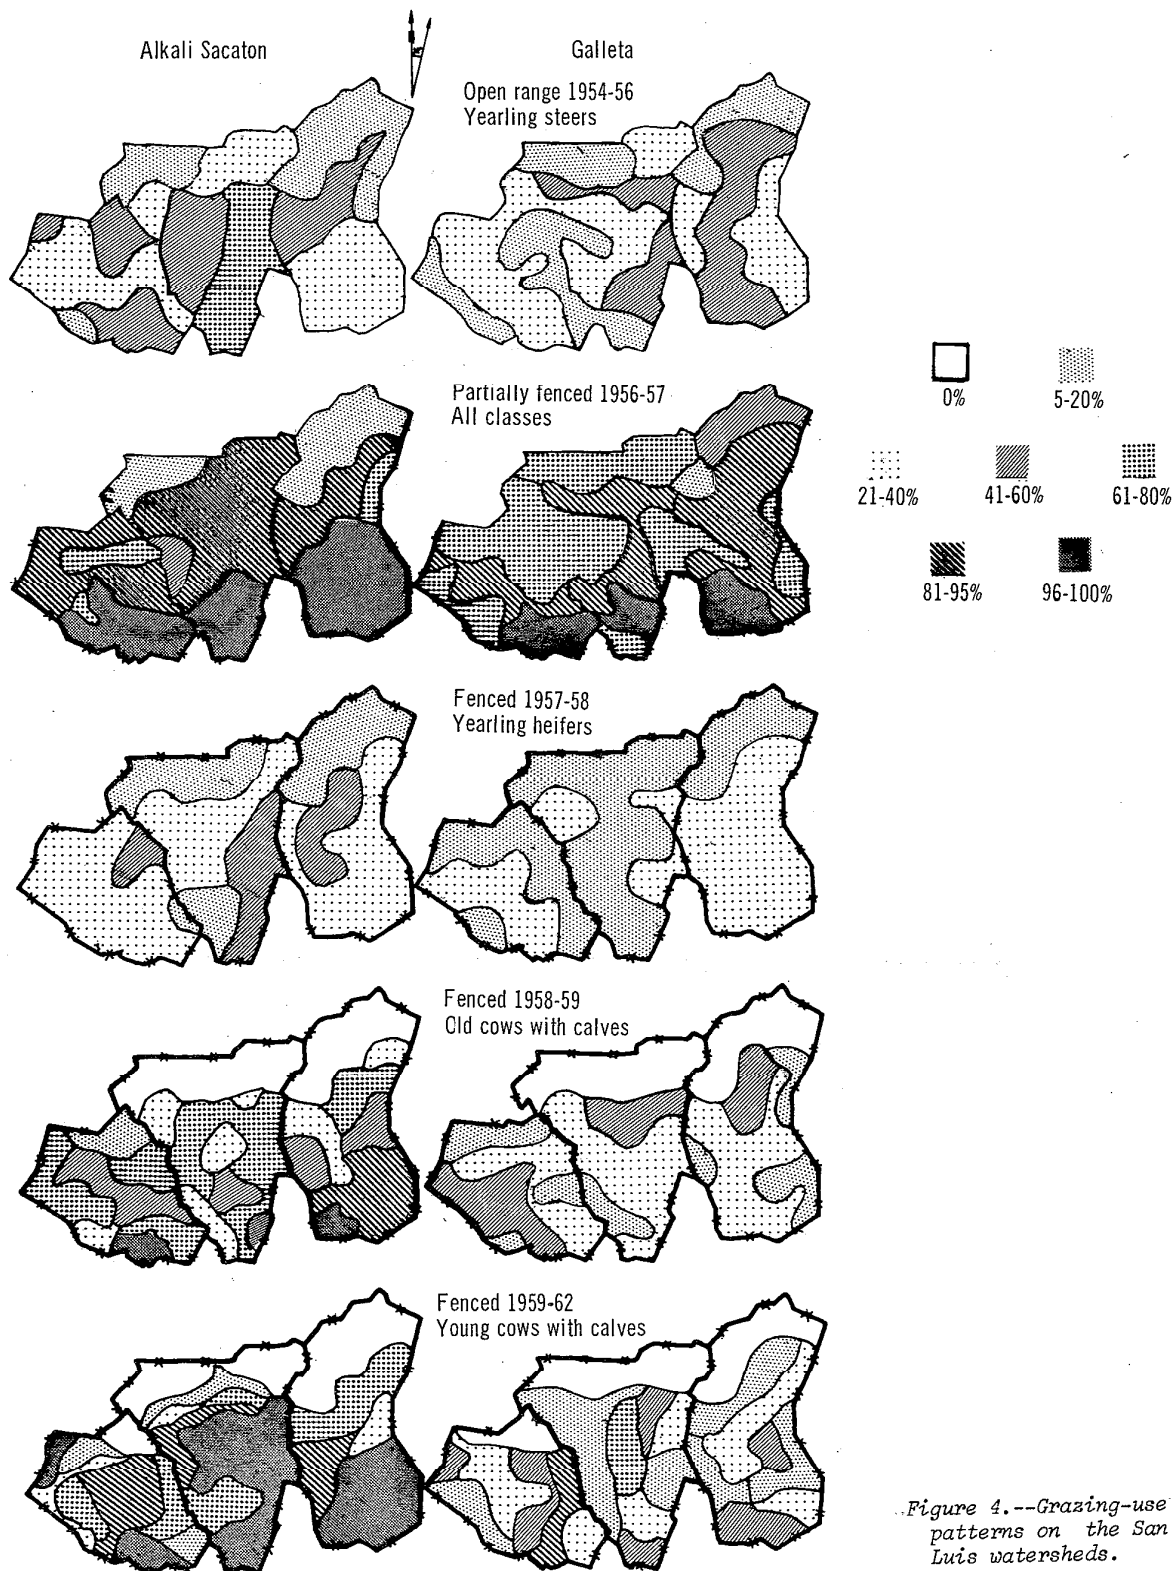 Alkali Sacaton
Galleta
Open range 1954-56
Yearling steers
Partially fenced 1956-57
All classes
0%
5-20%
21-40%
41-60%
61-80%
81-95%
96-100%
Fenced 1957-58
Yearling heifers
Fenced 1958-59
Old cows with calves
Fenced 1959-62
Young cows with calves
Figure 4.--Grazing-use
patterns on the San
Luis watersheds.